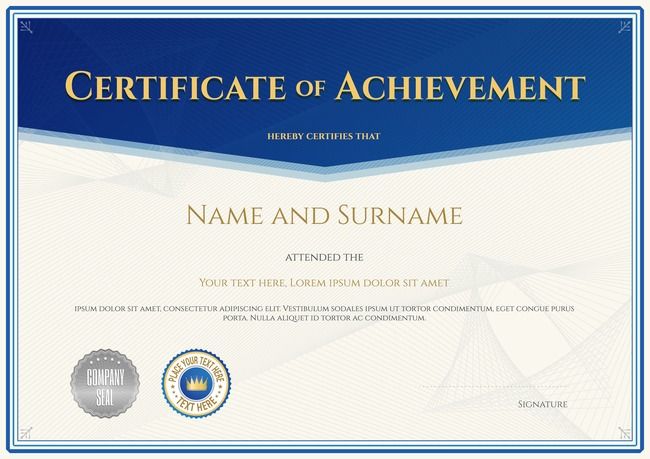 CERTIFICATE OF ACHIEVEMENT
HEREBY CERTIFIES THAT
NAME AND SURNAME
ATTENDED THE
YOUR TEXT HERE, LOREM IPSUM DOLOR SIT AMET
IPSUM DOLOR SIT AMET, CONSECTETUR ADIPISCING ELIT. VESTIBULUM SODALES IPSUM UT TORTOR CONDIMENTUM, EGET CONGUE PURUS
PORTA. NULLA ALIQUET ID TORTOR AC CONDIMENTUM.
COMPANY
SEAL
PLACE YOUR TEXT HERE
TEXT HERE
SIGNATURE